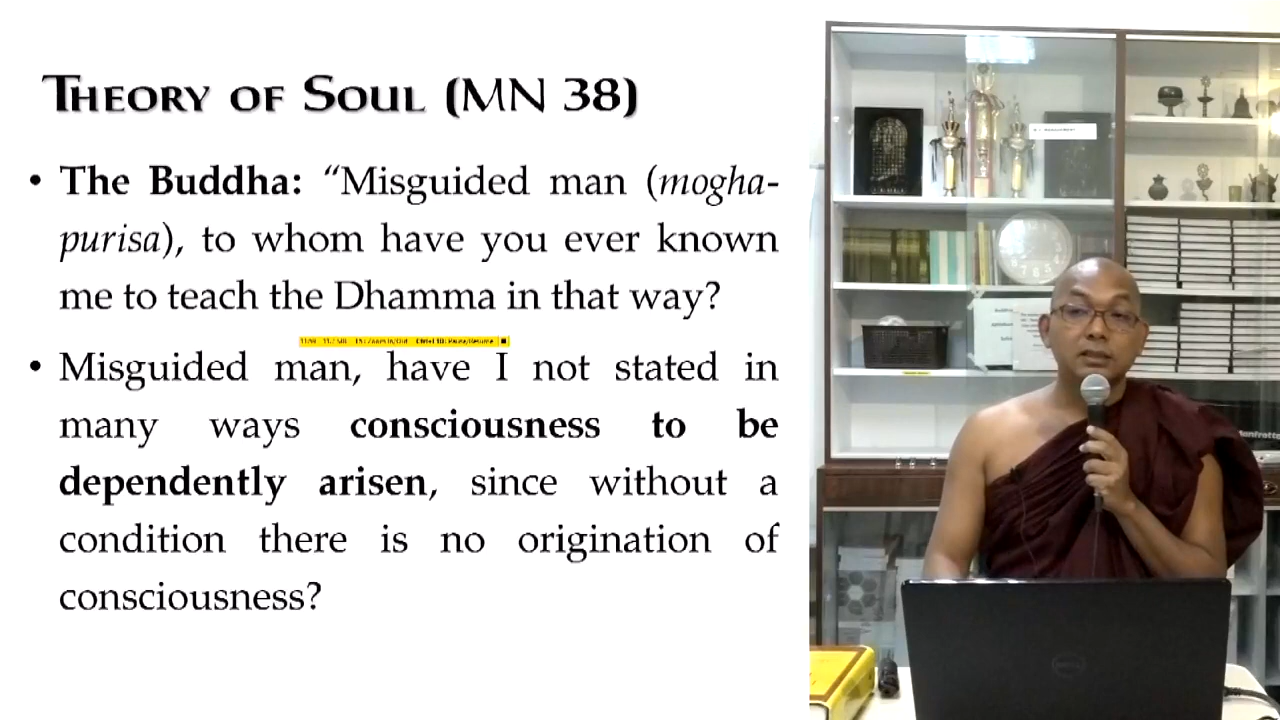 THEORY OF SOUL (MN 38)
• The Buddha: “Misguided man (mogha-
purisa), to whom have you ever known
me to teach the Dhamma in that way?
• Misguided man, have I not stated in
many ways consciousness to be
dependently arisen, since without a
condition there is no origination of
consciousness?
DELL